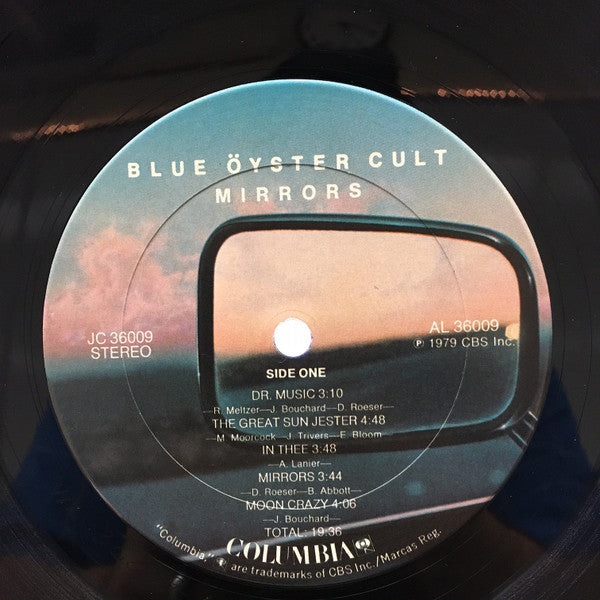 BLUE ÖYSTER CULT
MIRRORS
JC 36009
STEREO
AL 36009
℗ 1979 CBS Inc.
SIDE ONE
DR. MUSIC 3:10
—R. Meltzer—J. Bouchard—D. Roeser—
THE GREAT SUN JESTER 4:48
—M. Moorcock—J. Trivers—E. Bloom—
IN THEE 3:48
—A. Lanier—
MIRRORS 3:44
—D. Roeser—B. Abbott—
MOON CRAZY 4:06
—J. Bouchard—
TOTAL: 19:36
COLUMBIA
"Columbia," are trademarks of CBS Inc./Marcas Reg.